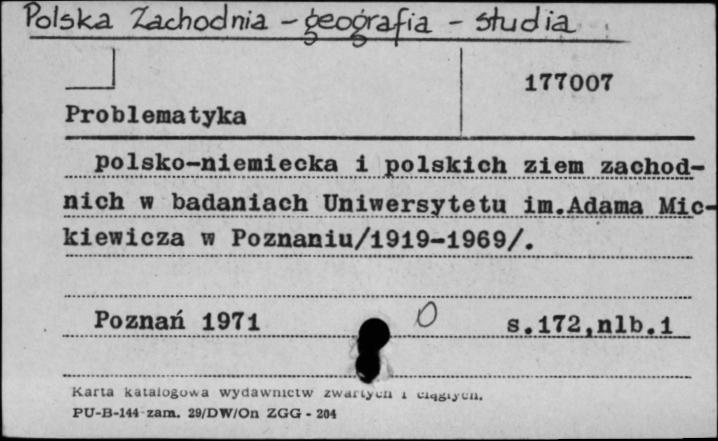 Polska Zachodnia - geografia - studia
177007
Problematyka
polsko-niemiecka i polskich ziem zachod-
nich w badaniach Uniwersytetu im.Adama Mic-
kiewicza w Poznaniu/1919-1969/.
Poznań 1971 0 s.172,nlb.1
Karta katalogowa wydawnictw zwartych i ciągłych.
PU-B-144 zam. 29/DW/On ZGG - 204